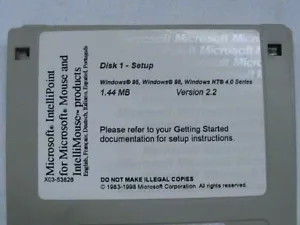 Microsoft® IntelliPoint
for Microsoft® Mouse and
IntelliMouse™ products
English, Français, Deutsch, Italiano, Español, Português
X03-53828
Disk 1 - Setup
Windows® 95, Windows® 98, Windows NT® 4.0 Series
1.44 MB
Version 2.2
Please refer to your Getting Started
documentation for setup instructions.
DO NOT MAKE ILLEGAL COPIES
© 1983-1998 Microsoft Corporation. All rights reserved.